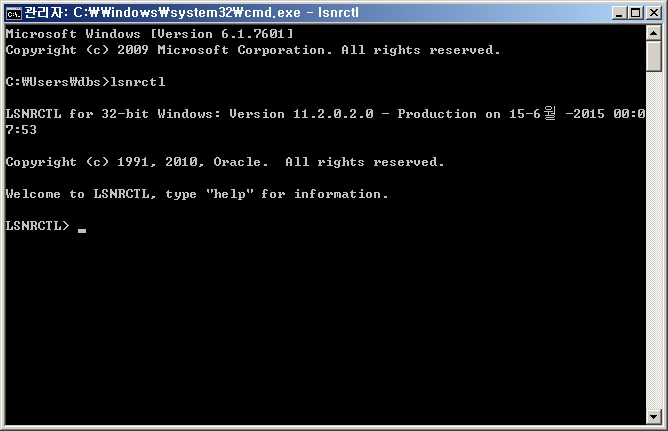 관리자: C:\Windows\system32\cmd.exe - lsnrctl
Microsoft Windows [Version 6.1.7601]
Copyright (c) 2009 Microsoft Corporation. All rights reserved.
C:₩Users₩dbs>lsnrctl
LSNRCTL for 32-bit Windows: Version 11.2.0.2.0 - Production on 15-6월 -2015 00:0
7:53
Copyright (c) 1991, 2010, Oracle.  All rights reserved.
Welcome to LSNRCTL, type "help" for information.
LSNRCTL> _